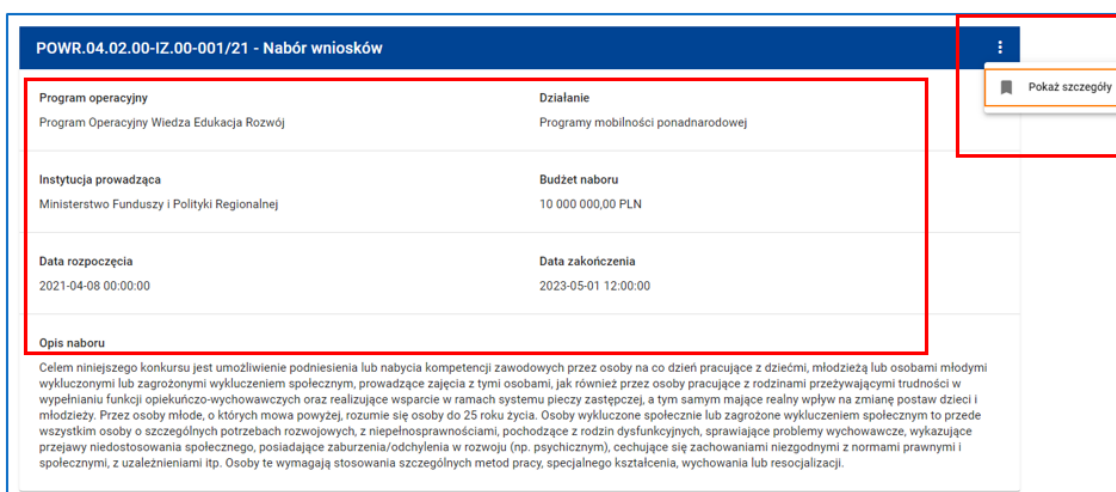 POWR.04.02.00-IZ.00-001/21 - Nabór wniosków
Pokaż szczegóły
Program operacyjny
Program Operacyjny Wiedza Edukacja Rozwój
Działanie
Programy mobilności ponadnarodowej
Instytucja prowadząca
Ministerstwo Funduszy i Polityki Regionalnej
Budżet naboru
10 000 000,00 PLN
Data rozpoczęcia
2021-04-08 00:00:00
Data zakończenia
2023-05-01 12:00:00
Opis naboru
Celem niniejszego konkursu jest umożliwienie podniesienia lub nabycia kompetencji zawodowych przez osoby na co dzień pracujące z dziećmi, młodzieżą lub osobami młodymi
wykluczonymi lub zagrożonymi wykluczeniem społecznym, prowadzące zajęcia z tymi osobami, jak również przez osoby pracujące z rodzinami przeżywającymi trudności w
wypełnianiu funkcji opiekuńczo-wychowawczych oraz realizujące wsparcie w ramach systemu pieczy zastępczej, a tym samym mające realny wpływ na zmianę postaw dzieci i
młodzieży. Przez osoby młode, o których mowa powyżej, rozumie się osoby do 25 roku życia. Osoby wykluczone społecznie lub zagrożone wykluczeniem społecznym to przede
wszystkim osoby o szczególnych potrzebach rozwojowych, z niepełnosprawnościami, pochodzące z rodzin dysfunkcyjnych, sprawiające problemy wychowawcze, wykazujące
przejawy niedostosowania społecznego, posiadające zaburzenia/odchylenia w rozwoju (np. psychicznym), cechujące się zachowaniami niezgodnymi z normami prawnymi i
społecznymi, z uzależnieniami itp. Osoby te wymagają stosowania szczególnych metod pracy, specjalnego kształcenia, wychowania lub resocjalizacji.